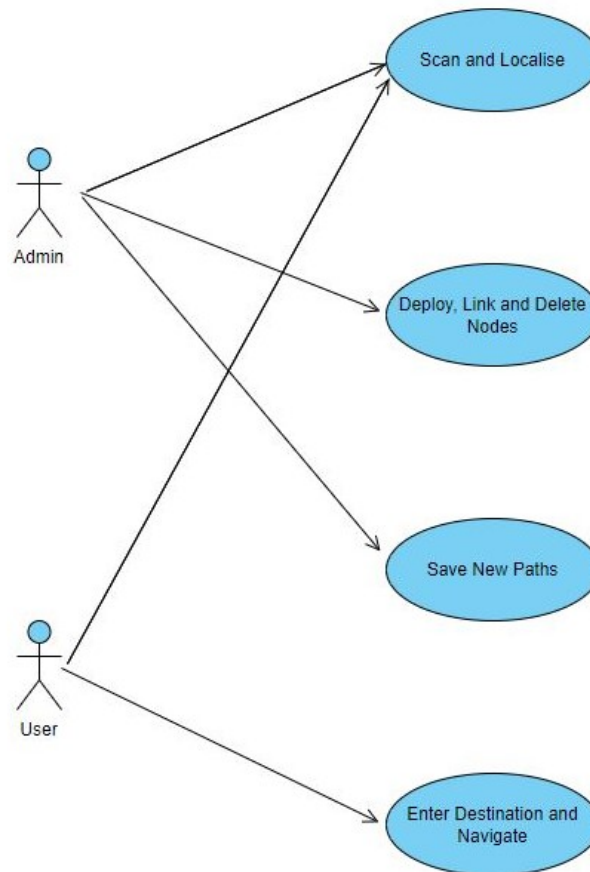 Scan and Localise
Admin
Deploy, Link and Delete
Nodes
Save New Paths
User
Enter Destination and
Navigate